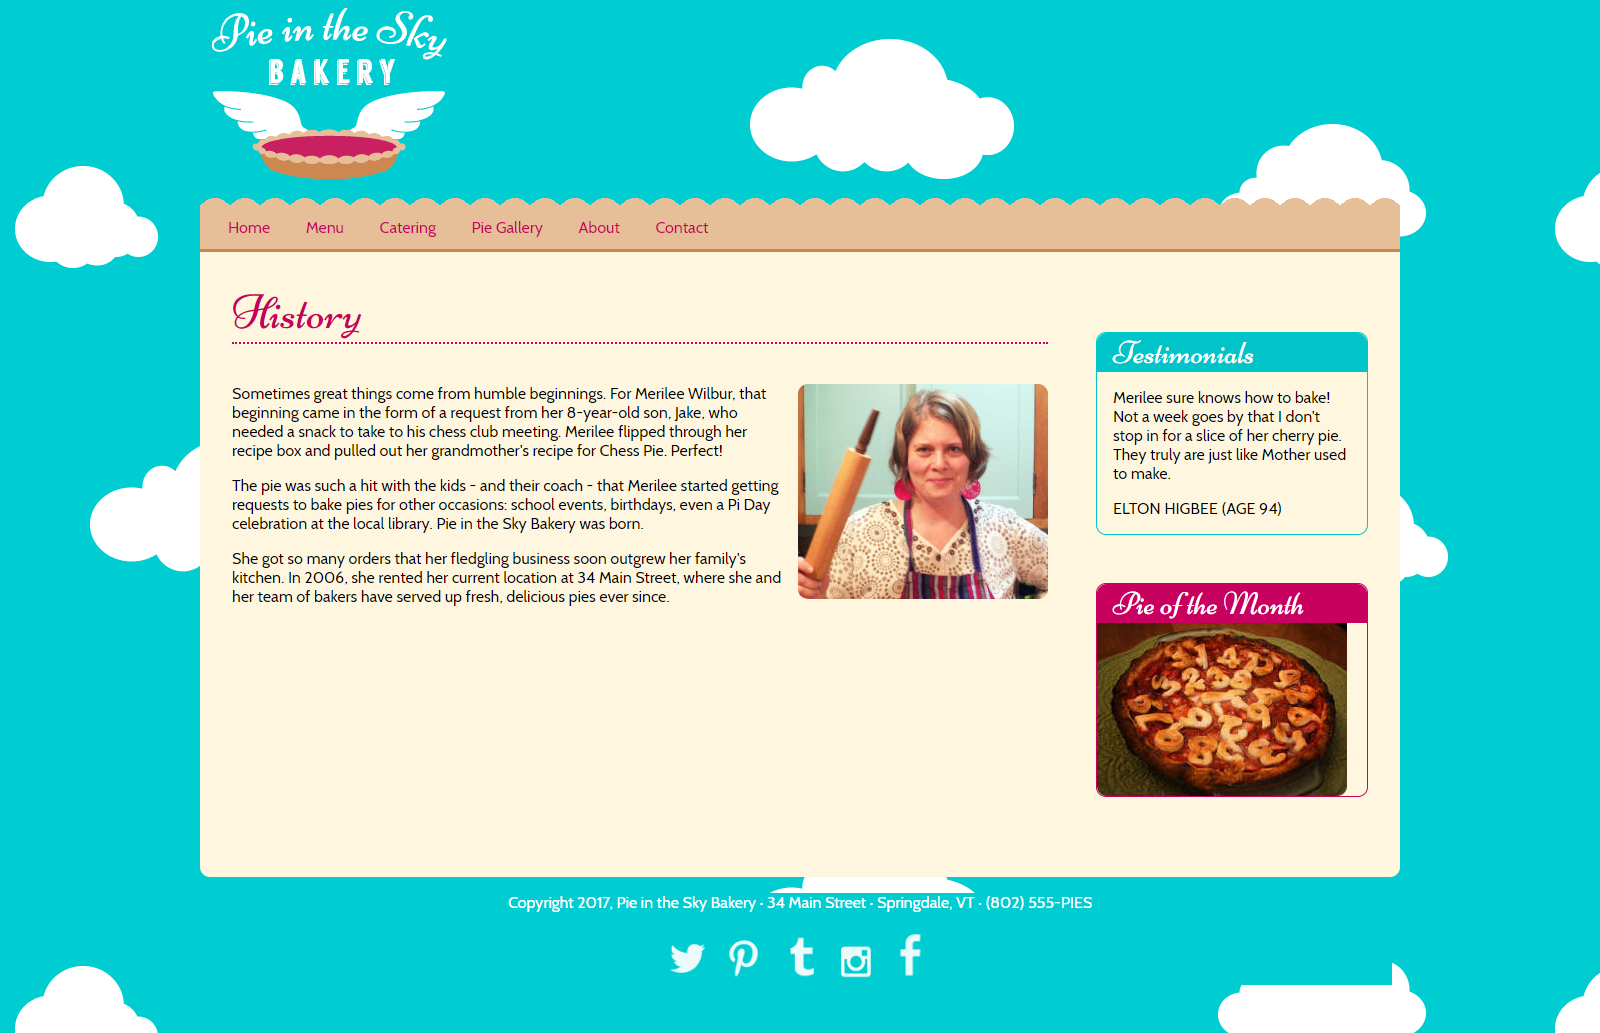 Pie in the Sky
BAKERY
Home Menu Catering Pie Gallery About Contact
History
Sometimes great things come from humble beginnings. For Merilee Wilbur, that
beginning came in the form of a request from her 8-year-old son, Jake, who
needed a snack to take to his chess club meeting. Merilee flipped through her
recipe box and pulled out her grandmother's recipe for Chess Pie. Perfect!
The pie was such a hit with the kids - and their coach - that Merilee started getting
requests to bake pies for other occasions: school events, birthdays, even a Pi Day
celebration at the local library. Pie in the Sky Bakery was born.
She got so many orders that her fledgling business soon outgrew her family's
kitchen. In 2006, she rented her current location at 34 Main Street, where she and
her team of bakers have served up fresh, delicious pies ever since.
Testimonials
Merilee sure knows how to bake!
Not a week goes by that I don't
stop in for a slice of her cherry pie.
They truly are just like Mother used
to make.
ELTON HIGBEE (AGE 94)
Pie of the Month
Copyright 2017, Pie in the Sky Bakery · 34 Main Street · Springdale, VT · (802) 555-PIES